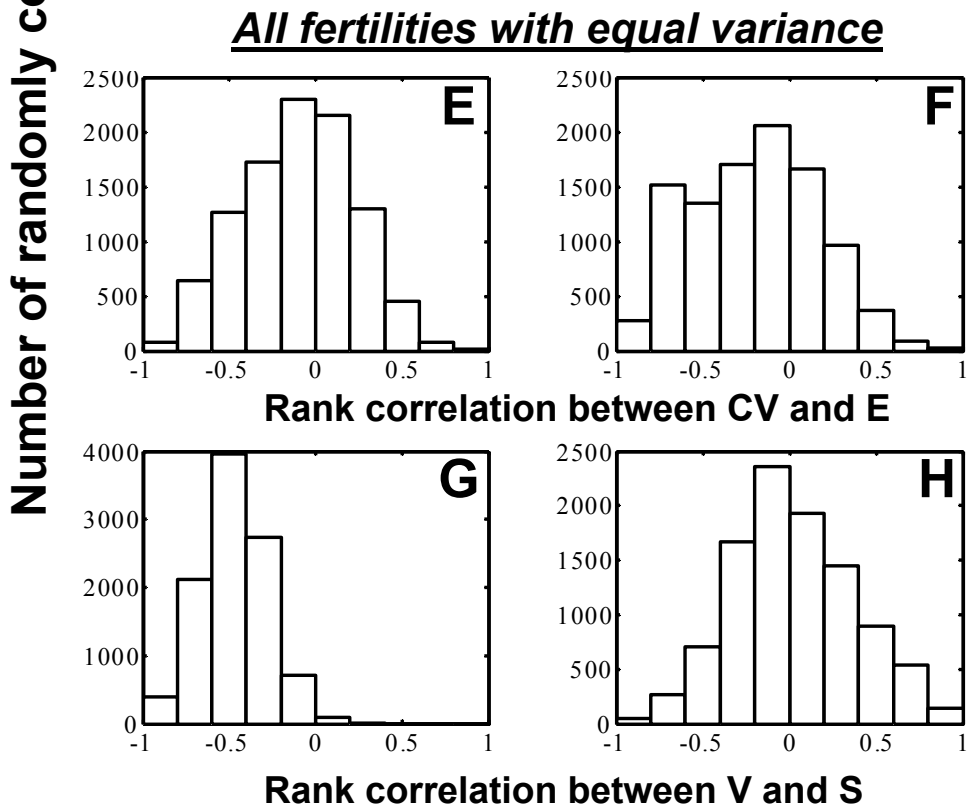 All fertilities with equal variance
Number of randomly
E
2500
2000
1500
1000
500
0
-1 -0.5 0 0.5 1
F
2500
2000
1500
1000
500
0
-1 -0.5 0 0.5 1
Rank correlation between CV and E
G
4000
3000
2000
1000
0
-1 -0.5 0 0.5 1
H
2500
2000
1500
1000
500
0
-1 -0.5 0 0.5 1
Rank correlation between V and S